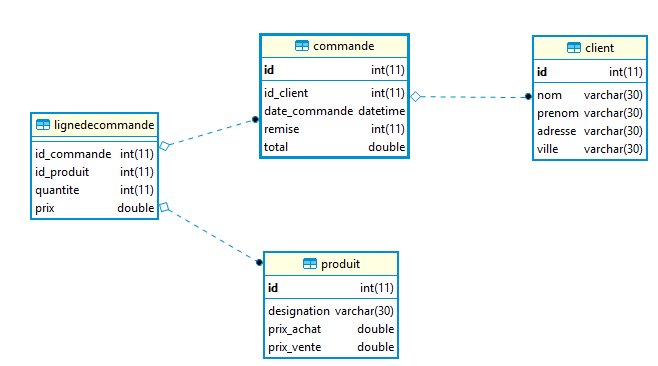 commande
id int(11)
id_client int(11)
date_commande datetime
remise int(11)
total double
client
id int(11)
nom varchar(30)
prenom varchar(30)
adresse varchar(30)
ville varchar(30)
lignedecommande
id_commande int(11)
id_produit int(11)
quantite int(11)
prix double
produit
id int(11)
designation varchar(30)
prix_achat double
prix_vente double